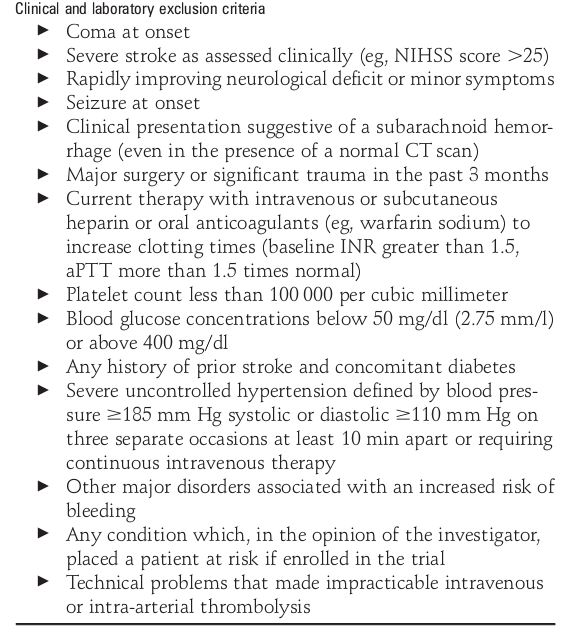 Clinical and laboratory exclusion criteria
► Coma at onset
► Severe stroke as assessed clinically (eg, NIHSS score >25)
► Rapidly improving neurological deficit or minor symptoms
► Seizure at onset
► Clinical presentation suggestive of a subarachnoid hemor-
rhage (even in the presence of a normal CT scan)
► Major surgery or significant trauma in the past 3 months
► Current therapy with intravenous or subcutaneous
heparin or oral anticoagulants (eg, warfarin sodium) to
increase clotting times (baseline INR greater than 1.5,
aPTT more than 1.5 times normal)
► Platelet count less than 100 000 per cubic millimeter
► Blood glucose concentrations below 50 mg/dl (2.75 mm/l)
or above 400 mg/dl
► Any history of prior stroke and concomitant diabetes
► Severe uncontrolled hypertension defined by blood pres-
sure ≥185 mm Hg systolic or diastolic ≥110 mm Hg on
three separate occasions at least 10 min apart or requiring
continuous intravenous therapy
► Other major disorders associated with an increased risk of
bleeding
► Any condition which, in the opinion of the investigator,
placed a patient at risk if enrolled in the trial
► Technical problems that made impracticable intravenous
or intra-arterial thrombolysis